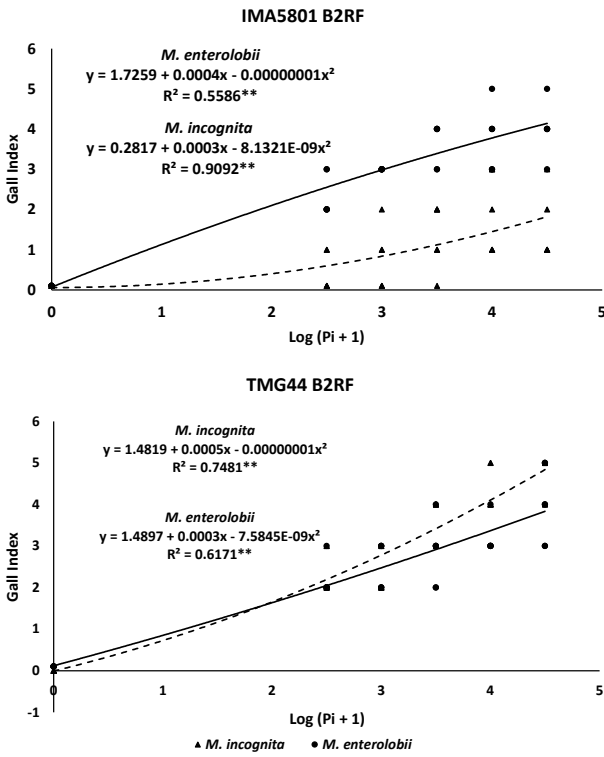 IMA5801 B2RF
6
M. enterolobii
y = 1.7259 + 0.0004x - 0.00000001x²
R² = 0.5586**
5
4
M. incognita
y = 0.2817 + 0.0003x - 8.1321E-09x²
R² = 0.9092**
3
2
1
0
Gall Index
0 1 2 3 4 5
Log (Pi + 1)
TMG44 B2RF
6
M. incognita
y = 1.4819 + 0.0005x - 0.00000001x²
R² = 0.7481**
5
4
M. enterolobii
y = 1.4897 + 0.0003x - 7.5845E-09x²
R² = 0.6171**
3
2
1
0
-1
Gall Index
0 1 2 3 4 5
Log (Pi + 1)
▲ M. incognita ● M. enterolobii